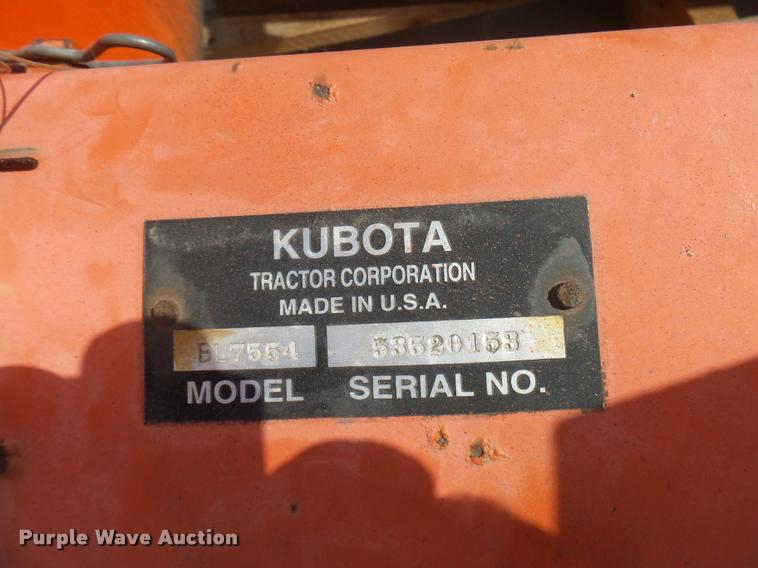 KUBOTA
TRACTOR CORPORATION
MADE IN U.S.A.
BL7554 53520153
MODEL SERIAL NO.
Purple Wave Auction